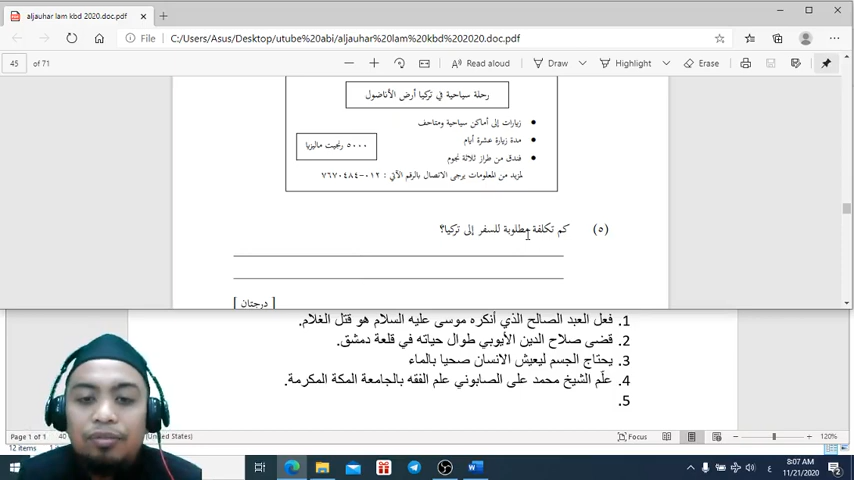 aljauhar lam kbd 2020.doc.pdf
File C:/Users/Asus/Desktop/utube%20abi/aljauhar%20lam%20kbd%202020.doc.pdf
45 of 71 Read aloud Draw Highlight Erase
رحلة سياحية في تركيا أرض الأناضول
زيارات إلى أماكن سياحية ومتاحف
مدة زيارة عشرة أيام
٥٠٠٠ رنجيت ماليزيا
فندق من طراز ثلاثة نجوم
لمزيد من المعلومات يرجى الاتصال بالرقم الآتي : ٠١٢-٧٦٧٠٤٨٤
(٥) كم تكلفة مطلوبة للسفر إلى تركيا؟
[ درجتان ]
1. فعل العبد الصالح الذي أنكره موسى عليه السلام هو قتل الغلام.
2. قضى صلاح الدين الأيوبي طوال حياته في قلعة دمشق.
3. يحتاج الجسم ليعيش الانسان صحيا بالماء
4. علّم الشيخ محمد على الصابوني علم الفقه بالجامعة المكة المكرمة.
5.
Page 1 of 1 40 (United States) Focus 120%
12 items
ع 8:07 AM
11/21/2020
2